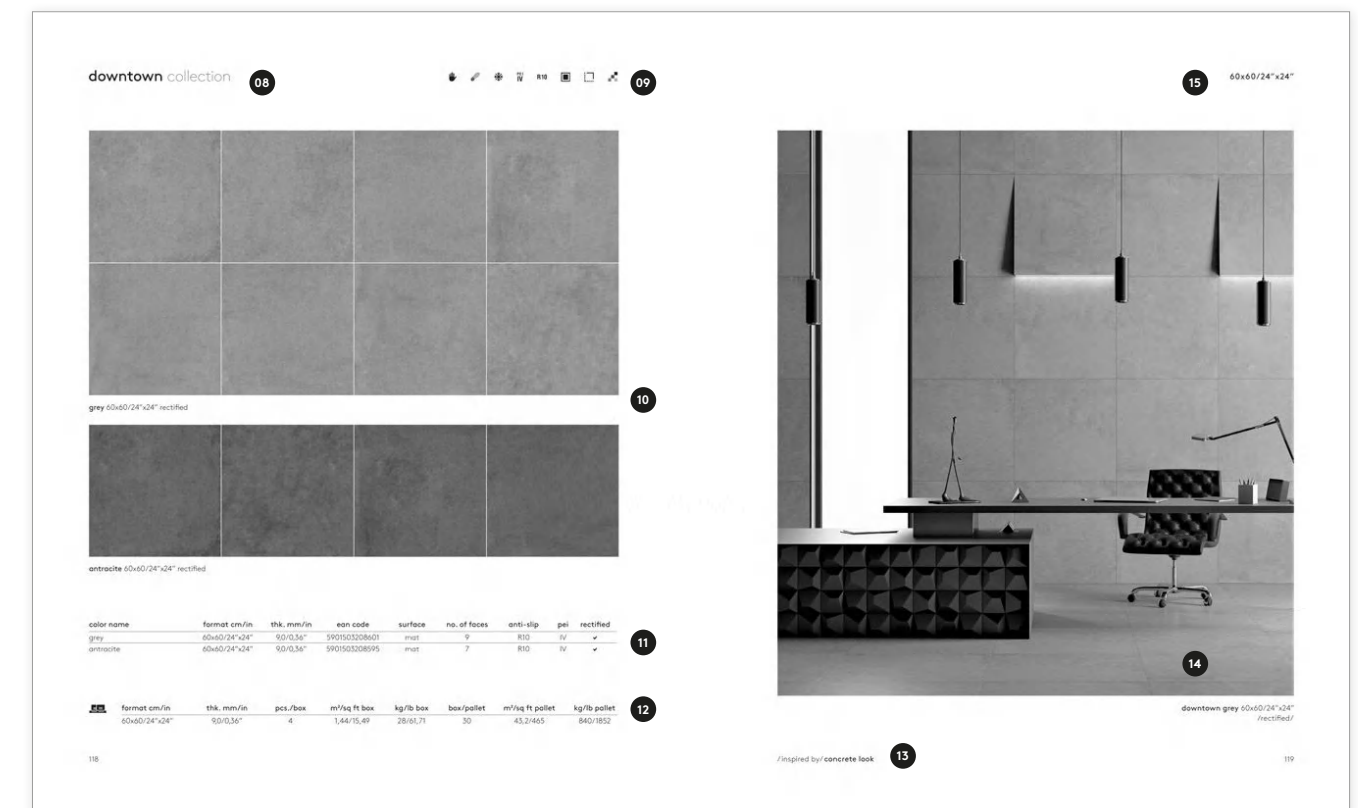 downtown collection 08
R10
09
grey 60x60/24"x24" rectified
10
antracite 60x60/24"x24" rectified
color name format cm/in thk. mm/in ean code surface no. of faces anti-slip pei rectified
grey 60x60/24"x24" 9,0/0,36" 5901503208601 mat 9 R10 IV ✓
antracite 60x60/24"x24" 9,0/0,36" 5901503208595 mat 7 R10 IV ✓
11
format cm/in thk. mm/in pcs./box m²/sq ft box kg/lb box box/pallet m²/sq ft pallet kg/lb pallet
60x60/24"x24" 9,0/0,36" 4 1,44/15,49 28/61,71 30 43,2/465 840/1852
12
118
15 60x60/24"x24"
14
downtown grey 60x60/24"x24"
/rectified/
/inspired by/ concrete look 13
119